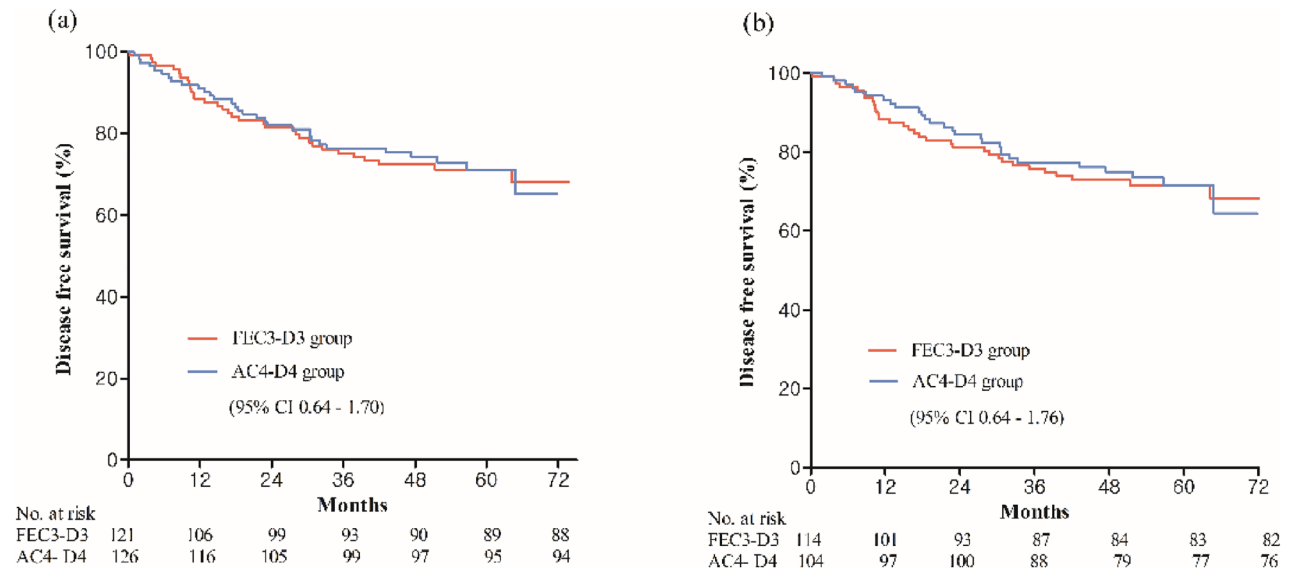 (a)
100
80
60
40
20
0
Disease free survival (%)
FEC3-D3 group
AC4-D4 group
(95% CI 0.64 - 1.70)
0 12 24 36 48 60 72
Months
No. at risk
FEC3-D3 121 106 99 93 90 89 88
AC4- D4 126 116 105 99 97 95 94
(b)
100
80
60
40
20
0
Disease free survival (%)
FEC3-D3 group
AC4-D4 group
(95% CI 0.64 - 1.76)
0 12 24 36 48 60 72
Months
No. at risk
FEC3-D3 114 101 93 87 84 83 82
AC4- D4 104 97 100 88 79 77 76